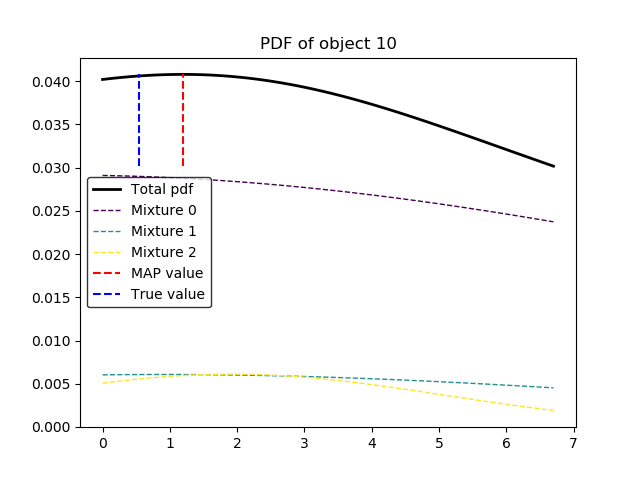 PDF of object 10
0.040
0.035
0.030
0.025
0.020
0.015
0.010
0.005
0.000
Total pdf
Mixture 0
Mixture 1
Mixture 2
MAP value
True value
0 1 2 3 4 5 6 7